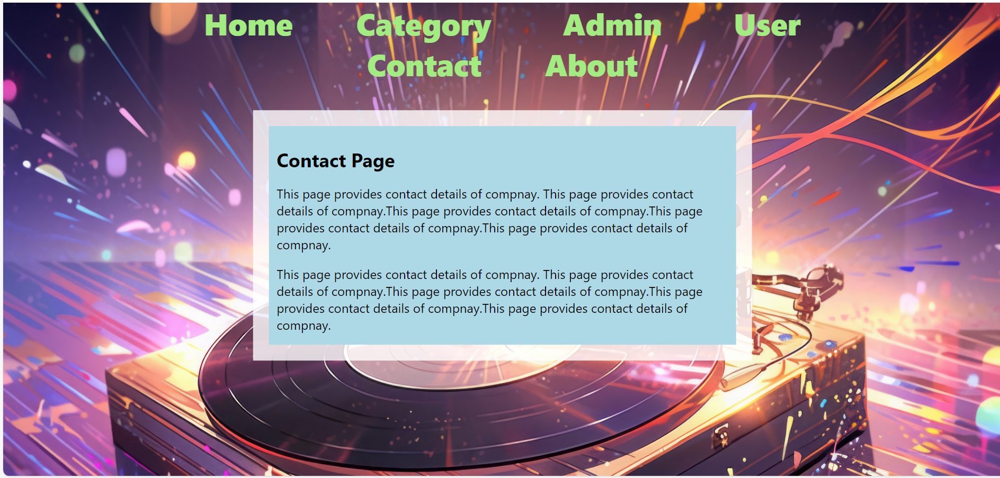 Home Category Admin User
Contact About
Contact Page
This page provides contact details of compnay. This page provides contact
details of compnay.This page provides contact details of compnay.This page
provides contact details of compnay.This page provides contact details of
compnay.
This page provides contact details of compnay. This page provides contact
details of compnay.This page provides contact details of compnay.This page
provides contact details of compnay.This page provides contact details of
compnay.